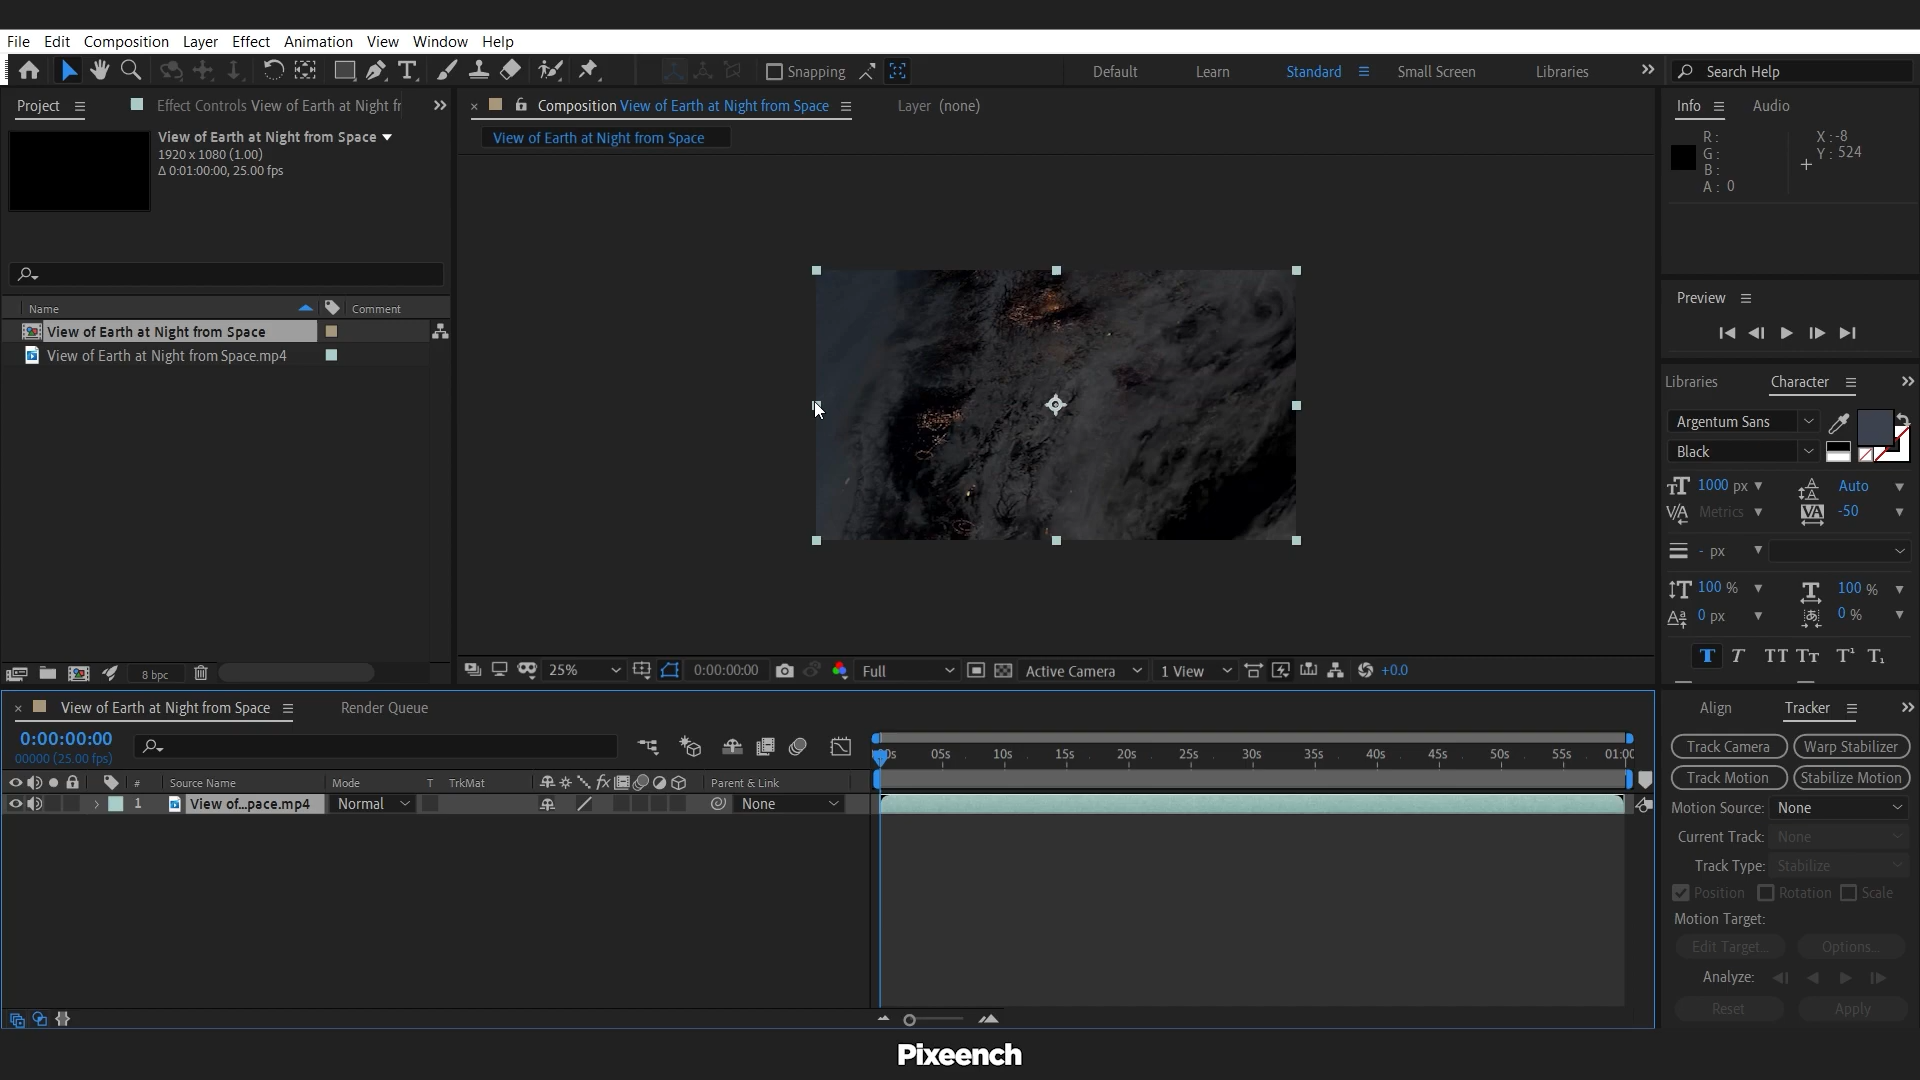 File Edit Composition Layer Effect Animation View Window Help
Snapping Default Learn Standard Small Screen Libraries Search Help
Project Effect Controls View of Earth at Night fr
View of Earth at Night from Space
1920 x 1080 (1.00)
Δ 0:01:00:00, 25.00 fps
Name Comment
View of Earth at Night from Space
View of Earth at Night from Space.mp4
8 bpc
Composition View of Earth at Night from Space Layer (none)
View of Earth at Night from Space
25% 0:00:00:00 Full Active Camera 1 View +0.0
Info Audio
R: X: -8
G: Y: 524
B:
A: 0
Preview
Libraries Character
Argentum Sans
Black
1000 px Auto
Metrics -50
- px
100 % 100 %
0 px 0 %
View of Earth at Night from Space Render Queue
0:00:00:00
00000 (25.00 fps)
# Source Name Mode T TrkMat Parent & Link
1 View of...pace.mp4 Normal None
05s 10s 15s 20s 25s 30s 35s 40s 45s 50s 55s 01:00
Align Tracker
Track Camera Warp Stabilizer
Track Motion Stabilize Motion
Motion Source: None
Current Track: None
Track Type: Stabilize
Position Rotation Scale
Motion Target:
Edit Target... Options...
Analyze:
Reset Apply
Pixeench